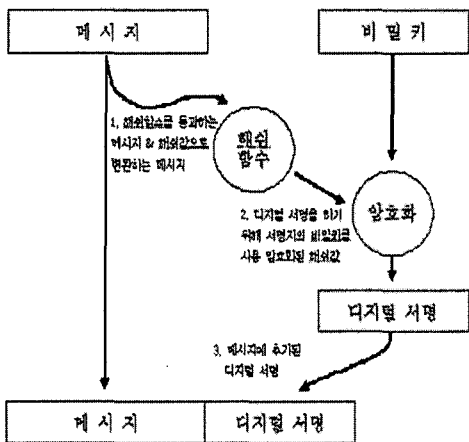 메 시 지
비 밀 키
1. 해쉬함수를 통과하는
메시지 & 해쉬값으로
변환하는 메시지
해쉬
함수
2. 디지털 서명을 하기
위해 서명자의 비밀키를
사용 암호화된 해쉬값
암호화
디지털 서명
3. 메시지에 추가된
디지털 서명
메 시 지
디지털 서명